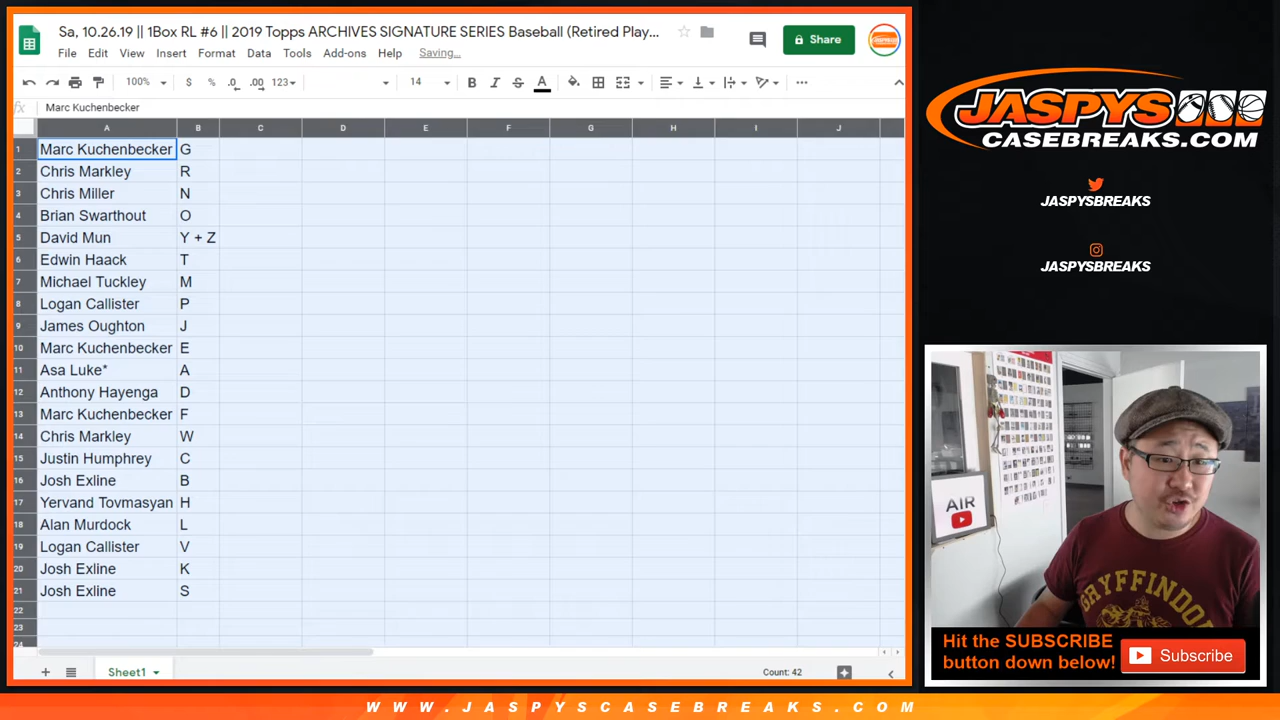 Sa, 10.26.19 || 1Box RL #6 || 2019 Topps ARCHIVES SIGNATURE SERIES Baseball (Retired Play...
File Edit View Insert Format Data Tools Add-ons Help Saving...
Share
100% $ % .0 .00 123 14 B I S A
fx Marc Kuchenbecker
A B C D E F G H I J
1 Marc Kuchenbecker G
2 Chris Markley R
3 Chris Miller N
4 Brian Swarthout O
5 David Mun Y + Z
6 Edwin Haack T
7 Michael Tuckley M
8 Logan Callister P
9 James Oughton J
10 Marc Kuchenbecker E
11 Asa Luke* A
12 Anthony Hayenga D
13 Marc Kuchenbecker F
14 Chris Markley W
15 Justin Humphrey C
16 Josh Exline B
17 Yervand Tovmasyan H
18 Alan Murdock L
19 Logan Callister V
20 Josh Exline K
21 Josh Exline S
22
23
24
Sheet1
Count: 42
JASPYS
CASEBREAKS.COM
JASPYSBREAKS
JASPYSBREAKS
AIR
GRYFFINDOR
Hit the SUBSCRIBE
button down below!
Subscribe
WWW.JASPYSCASEBREAKS.COM